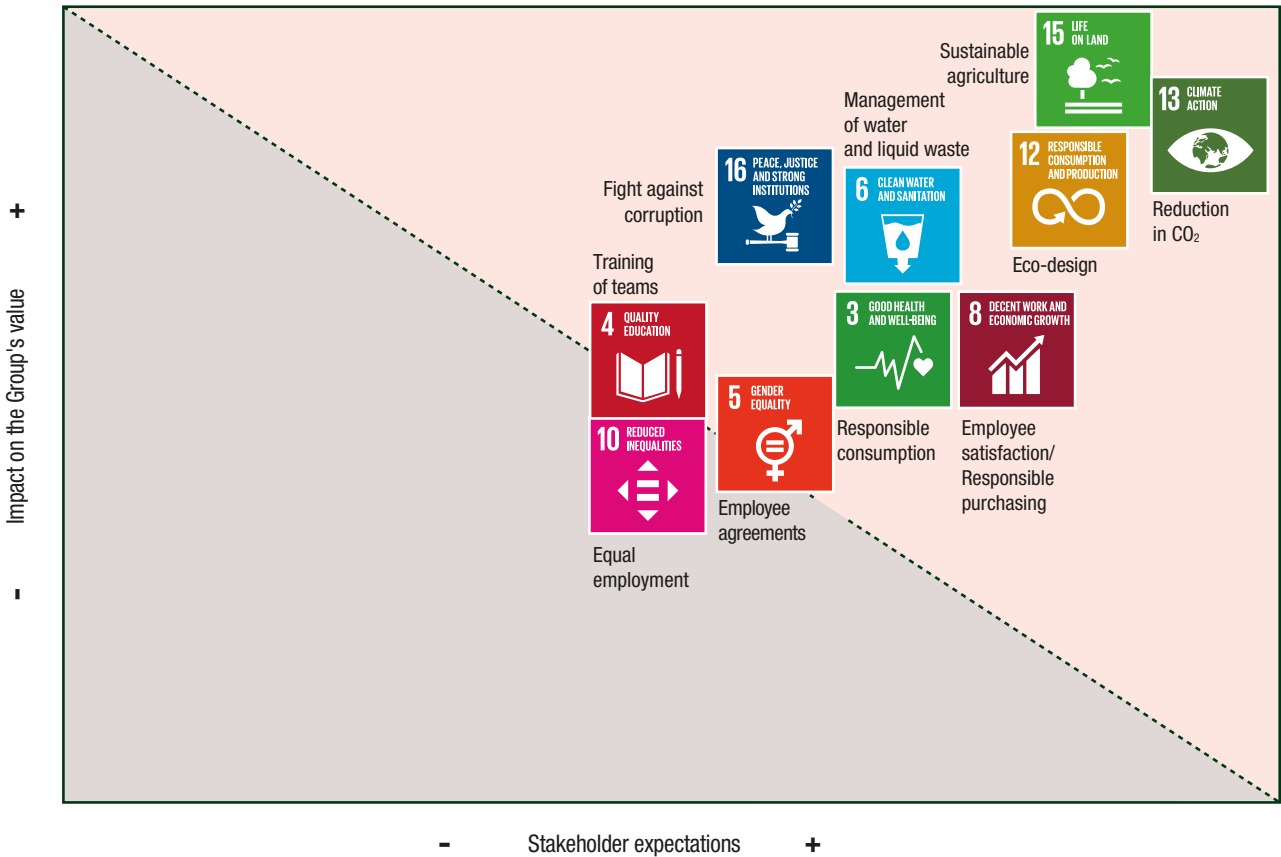 15 LIFE
ON LAND
Sustainable
agriculture
13 CLIMATE
ACTION
Reduction
in CO₂
Management
of water
and liquid waste
12 RESPONSIBLE
CONSUMPTION
AND PRODUCTION
Eco-design
16 PEACE, JUSTICE
AND STRONG
INSTITUTIONS
Fight against
corruption
6 CLEAN WATER
AND SANITATION
Training
of teams
4 QUALITY
EDUCATION
3 GOOD HEALTH
AND WELL-BEING
Responsible
consumption
8 DECENT WORK AND
ECONOMIC GROWTH
Employee
satisfaction/
Responsible
purchasing
5 GENDER
EQUALITY
Employee
agreements
10 REDUCED
INEQUALITIES
Equal
employment
- Impact on the Group's value +
- Stakeholder expectations +